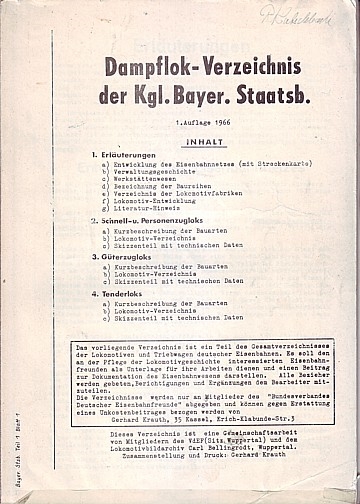 Dampflok-Verzeichnis
der Kgl. Bayer. Staatsb.
1.Auflage 1966
INHALT
1. Erläuterungen
a) Entwicklung des Eisenbahnnetzes (mit Streckenkarte)
b) Verwaltungsgeschichte
c) Werkstättenwesen
d) Bezeichnung der Baureihen
e) Verzeichnis der Lokomotivfabriken
f) Lokomotiv-Entwicklung
g) Literatur-Hinweis
2. Schnell-u. Personenzugloks
a) Kurzbeschreibung der Bauarten
b) Lokomotiv-Verzeichnis
c) Skizzenteil mit technischen Daten
3. Güterzugloks
a) Kurzbeschreibung der Bauarten
b) Lokomotiv-Verzeichnis
c) Skizzenteil mit technischen Daten
4. Tenderloks
a) Kurzbeschreibung der Bauarten
b) Lokomotiv-Verzeichnis
c) Skizzenteil mit technischen Daten
Das vorliegende Verzeichnis ist ein Teil des Gesamtverzeichnisses
der Lokomotiven und Triebwagen deutscher Eisenbahnen. Es soll den
an der Pflege der Lokomotivgeschichte interessierten Eisenbahn-
freunden als Unterlage für ihre Arbeiten dienen und einen Beitrag
zur Dokumentation des Eisenbahnwesens darstellen. Alle Bezieher
werden gebeten,Berichtigungen und Ergänzungen dem Bearbeiter mit-
zuteilen.
Die Verzeichnisse werden nur an Mitglieder des "Bundesverbandes
Deutscher Eisenbahnfreunde" abgegeben und können gegen Erstattung
eines Unkostenbeitrages bezogen werden von
Gerhard Krauth, 35 Kassel, Erich-Klabunde-Str.3
Dieses Verzeichnis ist eine Gemeinschaftsarbeit
von Mitgliedern des VdEF(Sitz Wuppertal) und dem
Lokomotivbildarchiv Carl Bellingrodt, Wuppertal.
Zusammenstellung und Druck: Gerhard Krauth
Bayer. Stsb. Teil 1 Blatt 1